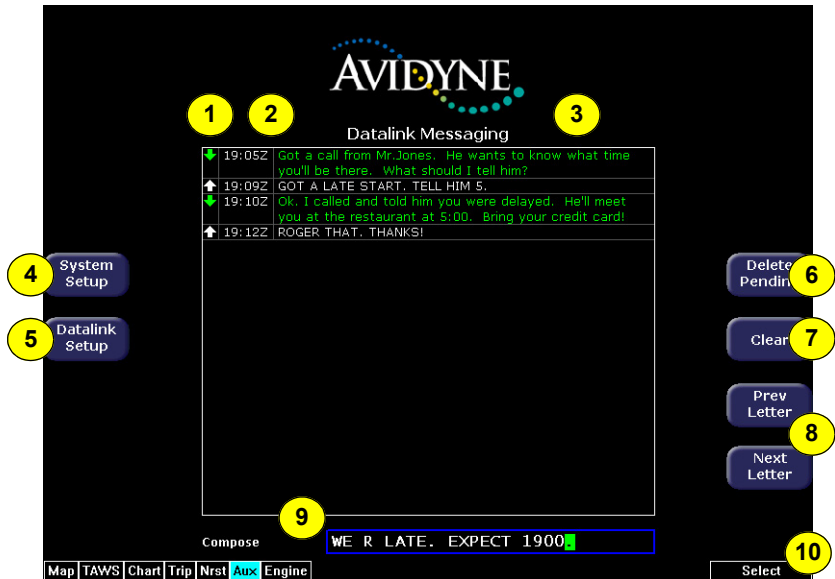 AVIDYNE
1
2
3
Datalink Messaging
19:05Z Got a call from Mr.Jones. He wants to know what time
you'll be there. What should I tell him?
19:09Z GOT A LATE START. TELL HIM 5.
19:10Z Ok. I called and told him you were delayed. He'll meet
you at the restaurant at 5:00. Bring your credit card!
19:12Z ROGER THAT. THANKS!
4
System
Setup
5
Datalink
Setup
Delete
Pendin
6
Clear
7
Prev
Letter
8
Next
Letter
9
Compose
WE R LATE. EXPECT 1900.
10
Map TAWS Chart Trip Nrst Aux Engine
Select